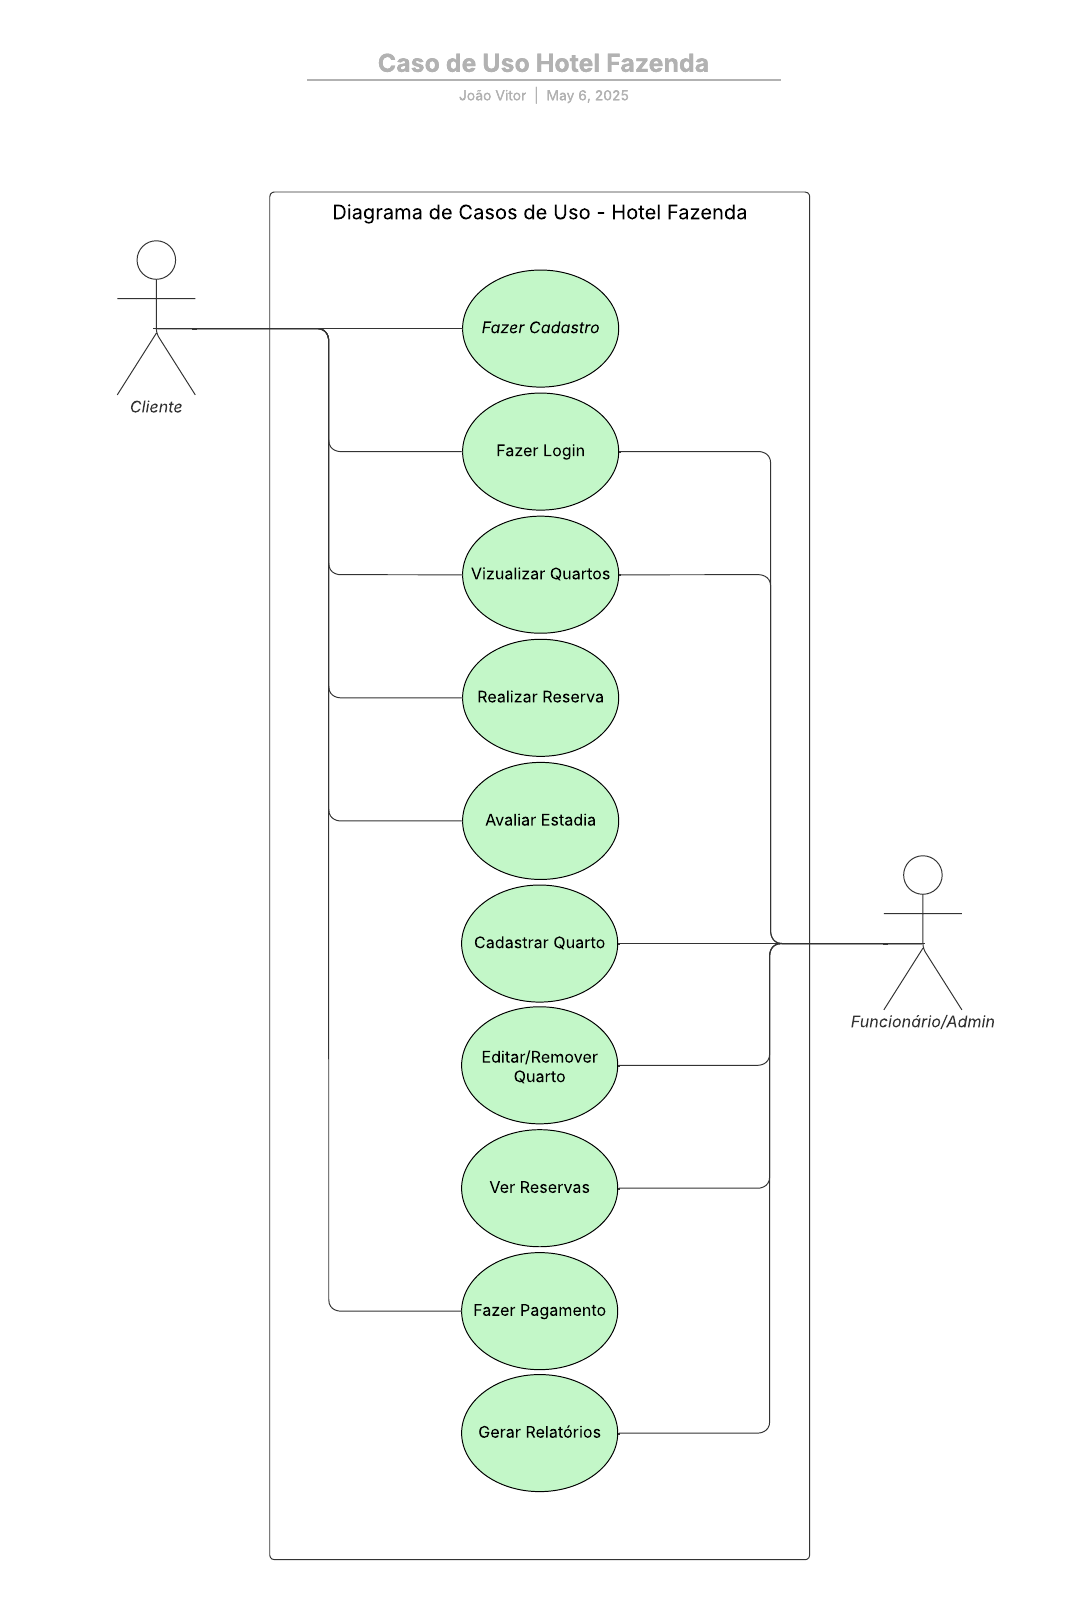 Caso de Uso Hotel Fazenda
João Vitor | May 6, 2025
Diagrama de Casos de Uso - Hotel Fazenda
Fazer Cadastro
Cliente
Fazer Login
Vizualizar Quartos
Realizar Reserva
Avaliar Estadia
Cadastrar Quarto
Funcionário/Admin
Editar/Remover
Quarto
Ver Reservas
Fazer Pagamento
Gerar Relatórios